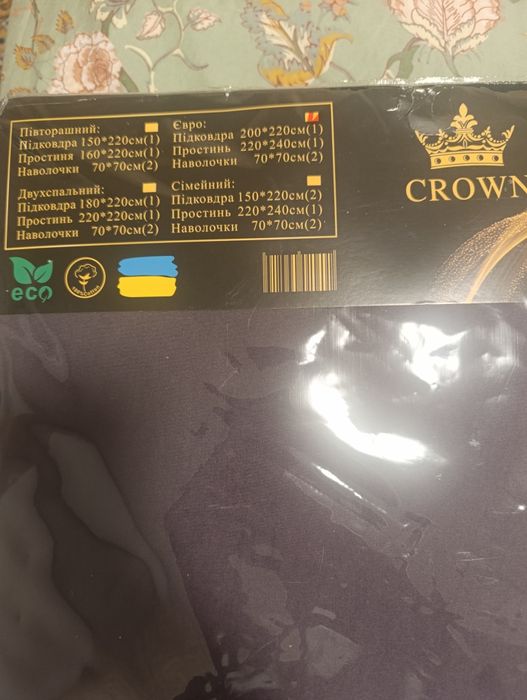 Півторашний:
Підковдра 150*220см(1)
Простиня 160*220см(1)
Наволочки 70*70см(2)
Двухспальний:
Підковдра 180*220см(1)
Простинь 220*220см(1)
Наволочки 70*70см(2)
Євро:
Підковдра 200*220см(1)
Простинь 220*240см(1)
Наволочки 70*70см(2)
Сімейний:
Підковдра 150*220см(2)
Простинь 220*240см(1)
Наволочки 70*70см(2)
CROWN
eco